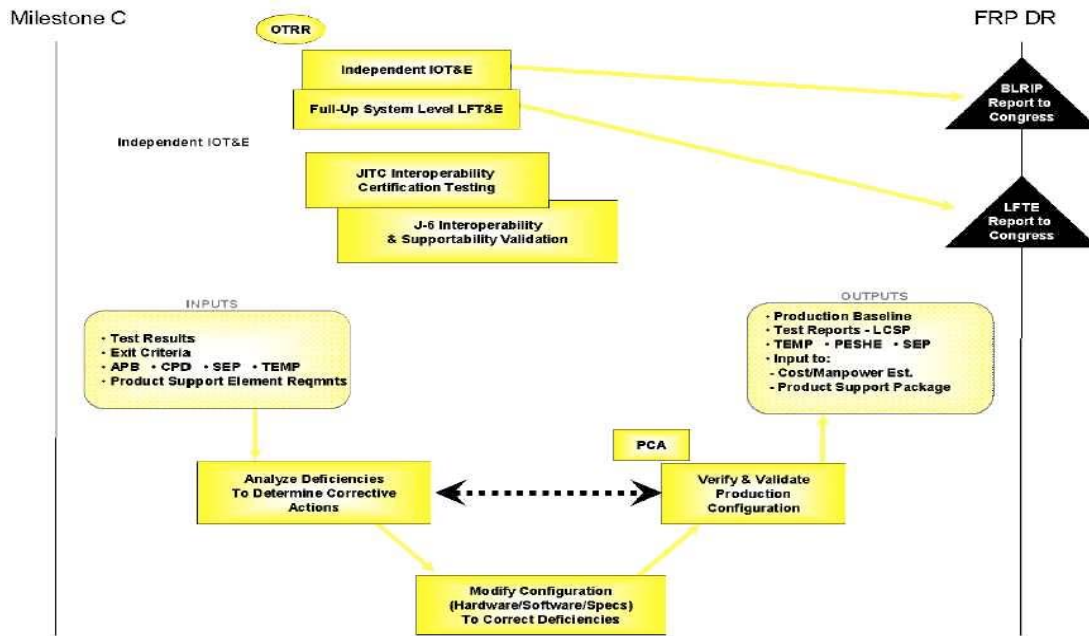 Milestone C
FRP DR
OTRR
Independent IOT&E
BLRIP
Report to
Congress
Full-Up System Level LFT&E
Independent IOT&E
JITC Interoperability
Certification Testing
LFTE
Report to
Congress
J-6 Interoperability
& Supportability Validation
INPUTS
• Test Results
• Exit Criteria
• APB • CPD • SEP • TEMP
• Product Support Element Reqmnts
OUTPUTS
• Production Baseline
• Test Reports - LCSP
• TEMP • PESHE • SEP
• Input to:
- Cost/Manpower Est.
- Product Support Package
PCA
Analyze Deficiencies
To Determine Corrective
Actions
Verify & Validate
Production
Configuration
Modify Configuration
(Hardware/Software/Specs)
To Correct Deficiencies